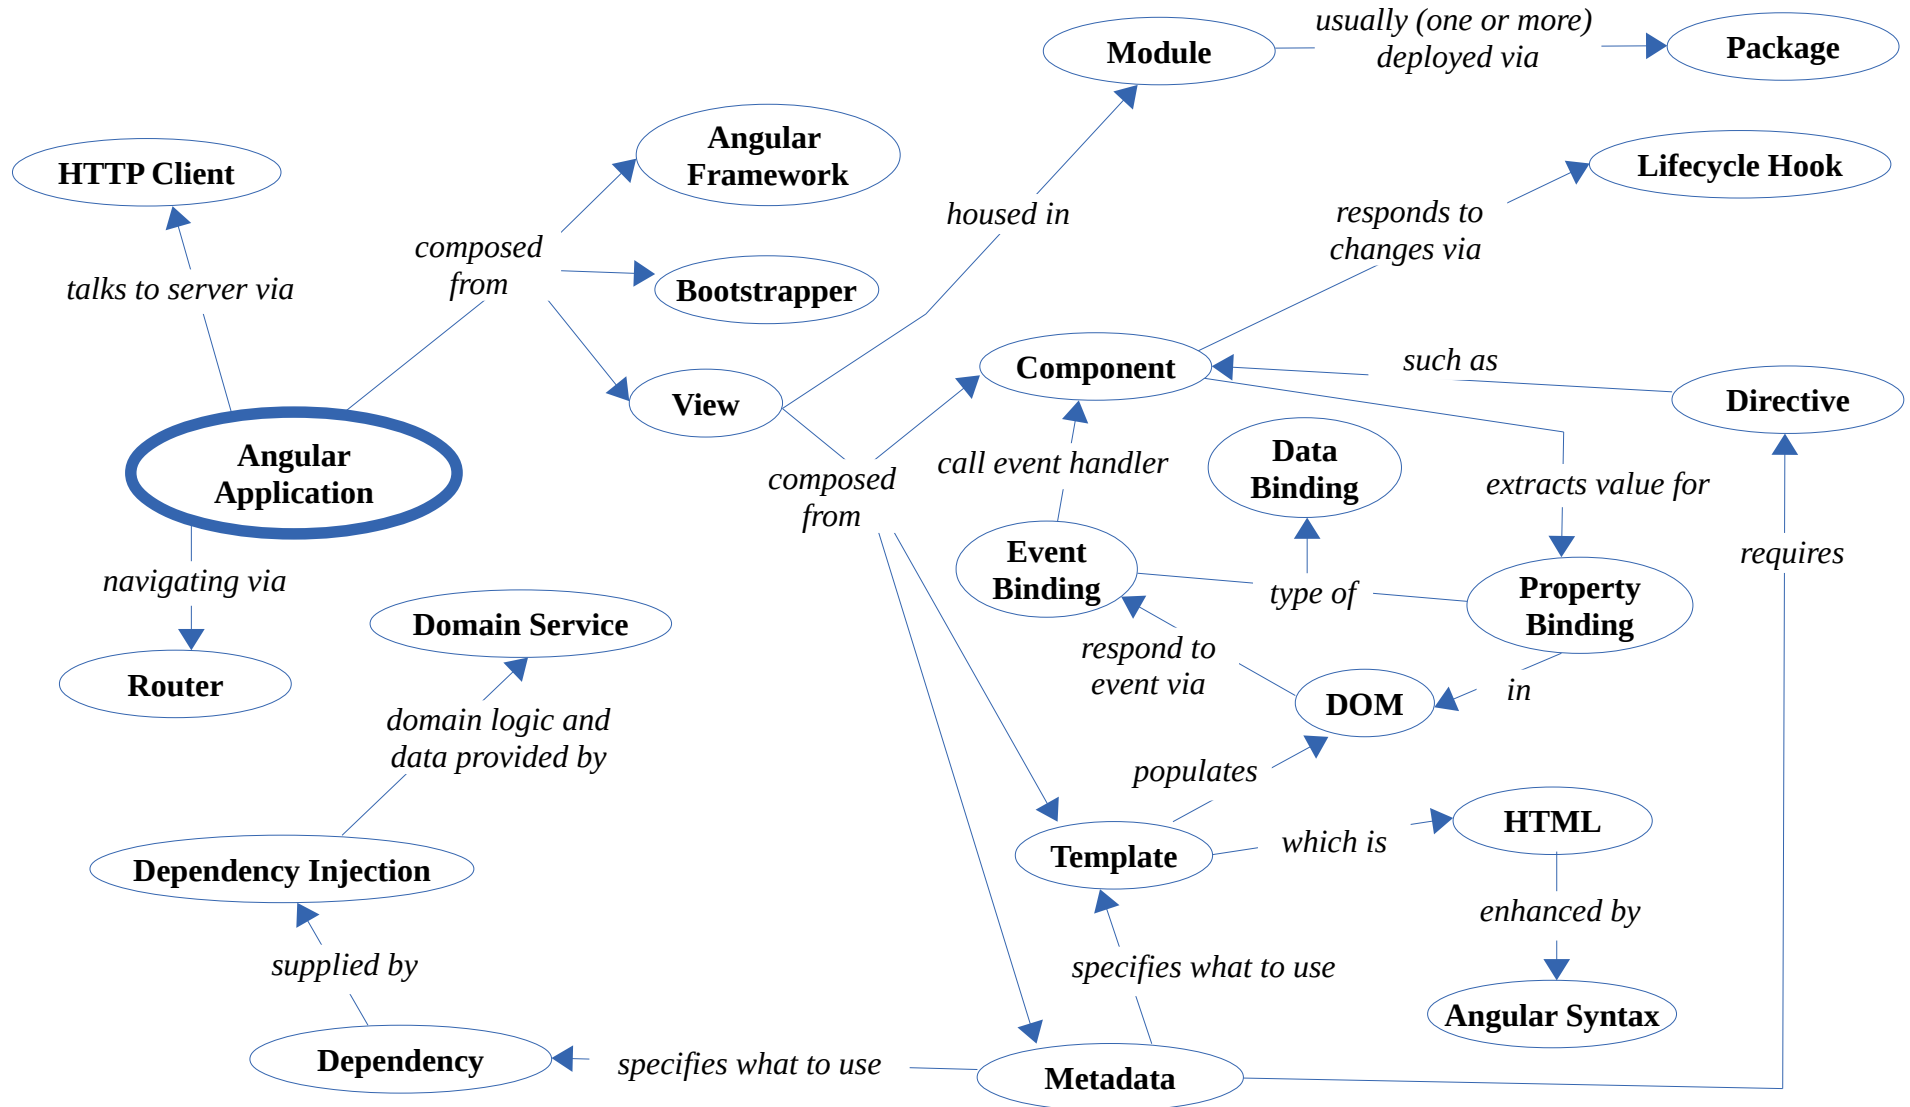 usually (one or more)
deployed via
Module
Package
Angular
Framework
HTTP Client
Lifecycle Hook
housed in
responds to
changes via
composed
from
talks to server via
Bootstrapper
Component
such as
View
Directive
Angular
Application
Data
Binding
call event handler
composed
from
extracts value for
Event
Binding
requires
navigating via
type of
Property
Binding
Domain Service
respond to
event via
Router
in
DOM
domain logic and
data provided by
populates
HTML
which is
Template
Dependency Injection
enhanced by
supplied by
specifies what to use
Angular Syntax
Dependency
specifies what to use
Metadata